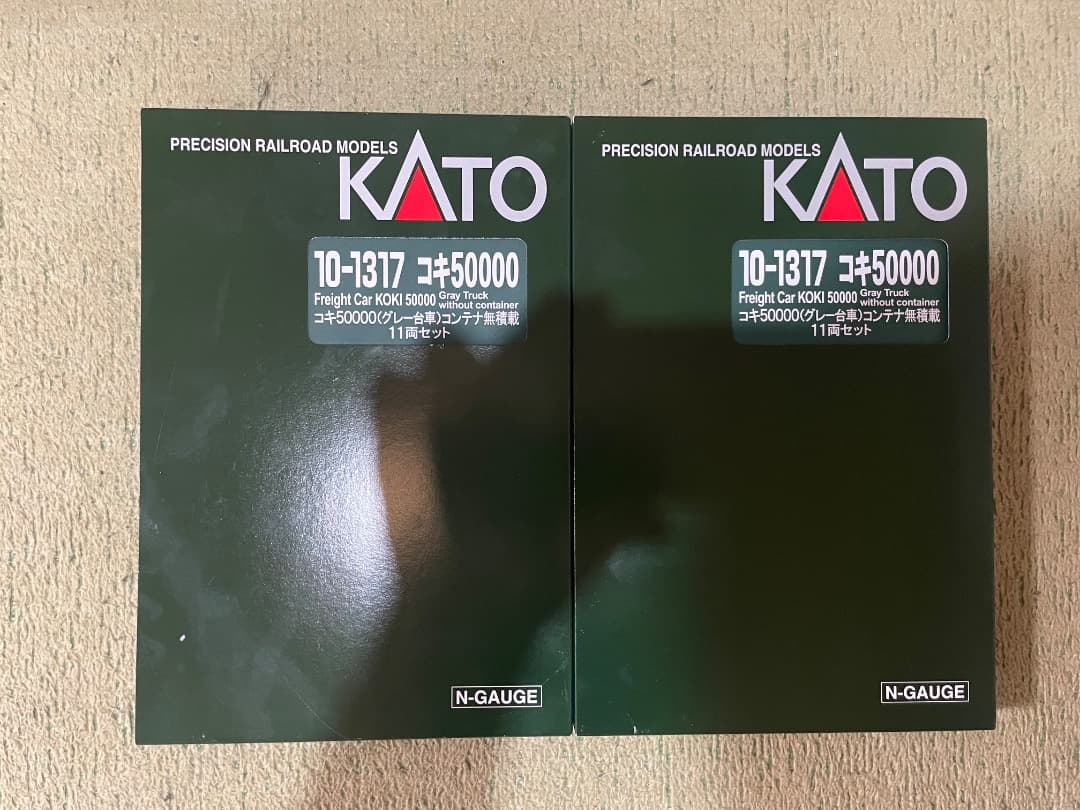 PRECISION RAILROAD MODELS
KATO
10-1317 コキ50000
Freight Car KOKI 50000 Gray Truck without container
コキ50000(グレー台車)コンテナ無積載
11両セット
N-GAUGE
PRECISION RAILROAD MODELS
KATO
10-1317 コキ50000
Freight Car KOKI 50000 Gray Truck without container
コキ50000(グレー台車)コンテナ無積載
11両セット
N-GAUGE